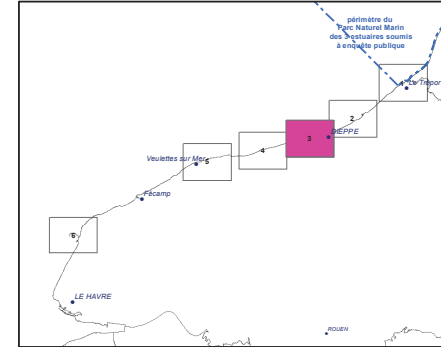 périmètre du
Parc Naturel Marin
des 3 estuaires soumis
à enquête publique
Le Trépor
2
3
DIEPPE
4
Veulettes sur Mer
5
Fécamp
6
LE HAVRE
ROUEN